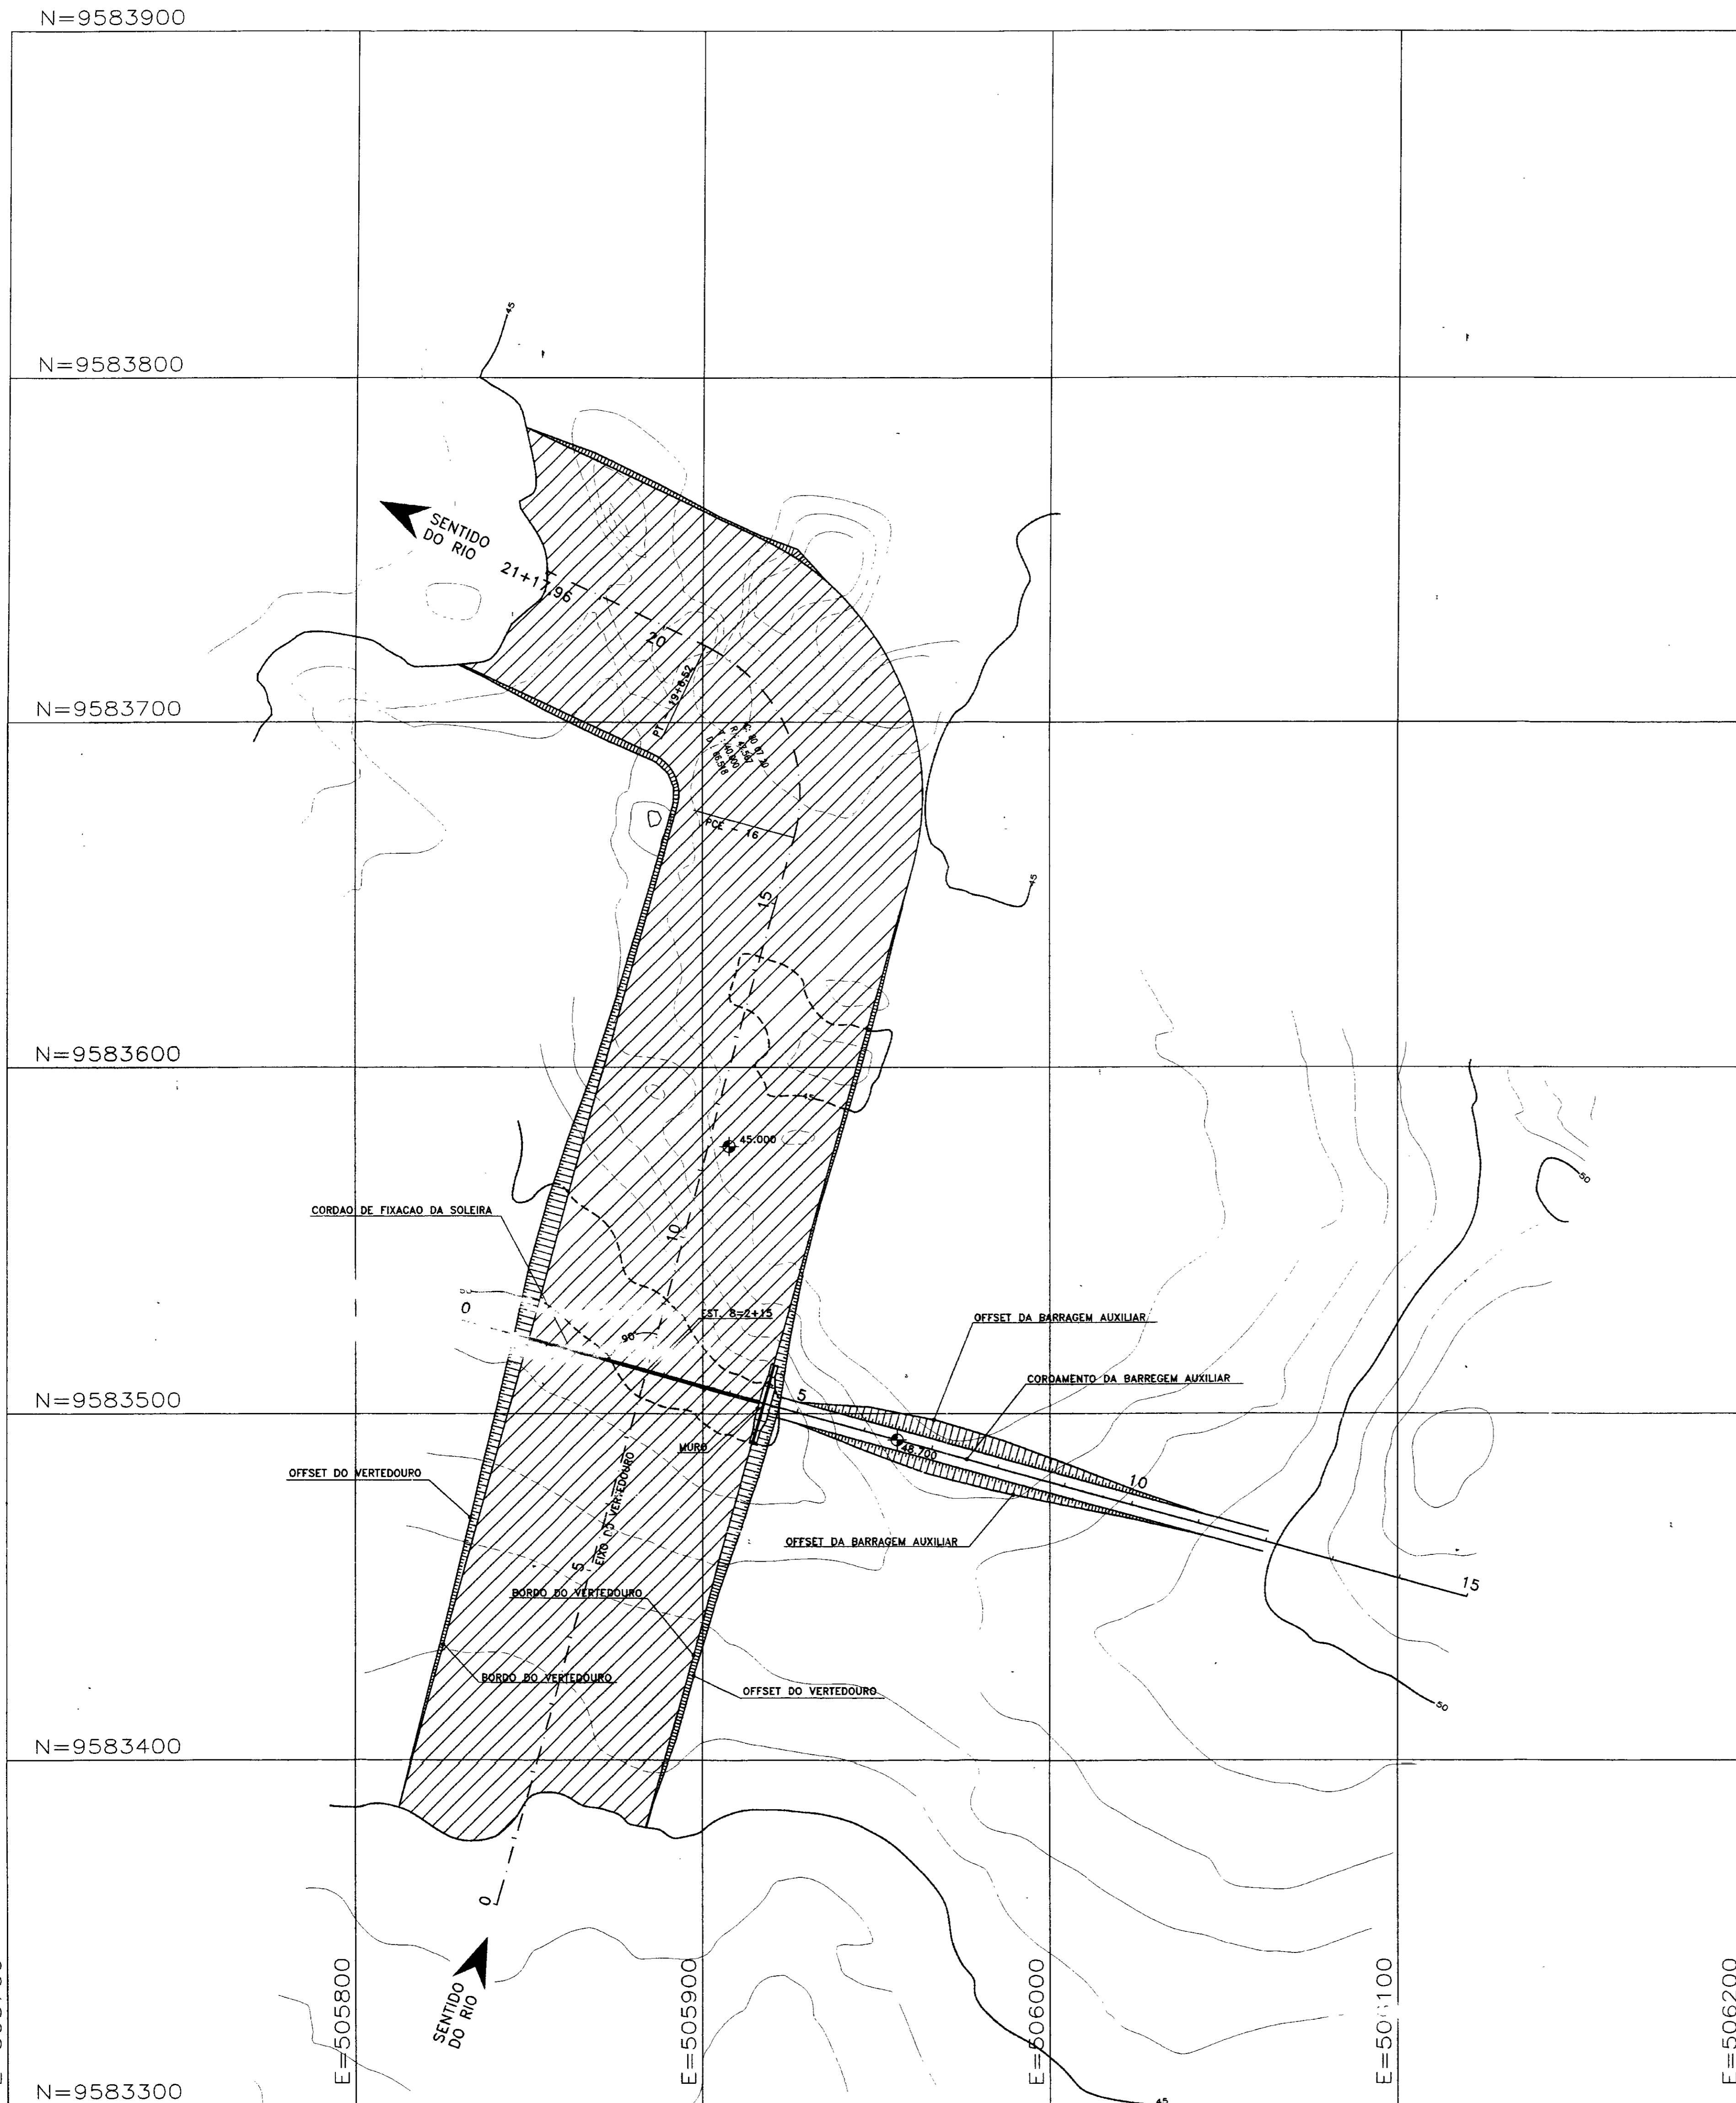 N=9583900
45
N=9583800
SENTIDO
DO RIO
21+17,96
20
PT - 19+6,52
N=9583700
PCE - 16
45
15
N=9583600
45
45.000
50
CORDAO DE FIXACAO DA SOLEIRA
10
0
EST. 8=2+15
90°
OFFSET DA BARRAGEM AUXILIAR
COROAMENTO DA BARREGEM AUXILIAR
N=9583500
5
MURO
48.700
OFFSET DO VERTEDOURO
EIXO DO VERTEDOURO
10
OFFSET DA BARRAGEM AUXILIAR
5
15
BORDO DO VERTEDOURO
BORDO DO VERTEDOURO
OFFSET DO VERTEDOURO
50
N=9583400
0
SENTIDO
DO RIO
E=505800
E=505900
E=506000
E=506100
E=506200
N=9583300
45